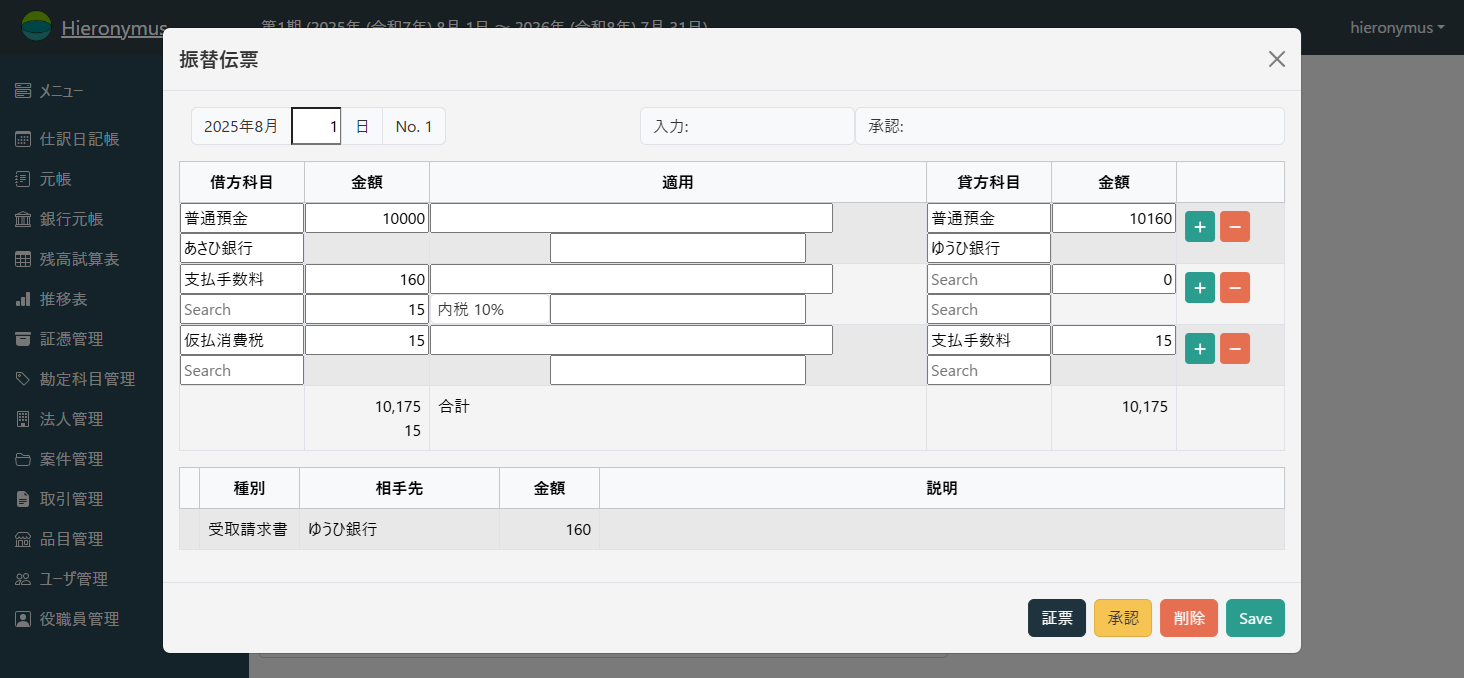 Hieronymus
第1期 (2025年 (令和7年) 8月 1日 ～ 2026年 (令和8年) 7月 31日)
hieronymus
振替伝票
メニュー
仕訳日記帳
元帳
銀行元帳
残高試算表
推移表
証憑管理
勘定科目管理
法人管理
案件管理
取引管理
品目管理
ユーザ管理
役職員管理
2025年8月 1 日 No. 1 入力: 承認:
借方科目 金額 適用 貸方科目 金額
普通預金 10000 普通預金 10160 + −
あさひ銀行 ゆうひ銀行
支払手数料 160 Search 0 + −
Search 15 内税 10% Search
仮払消費税 15 支払手数料 15 + −
Search Search
10,175 合計 10,175
15
種別 相手先 金額 説明
受取請求書 ゆうひ銀行 160
証票 承認 削除 Save